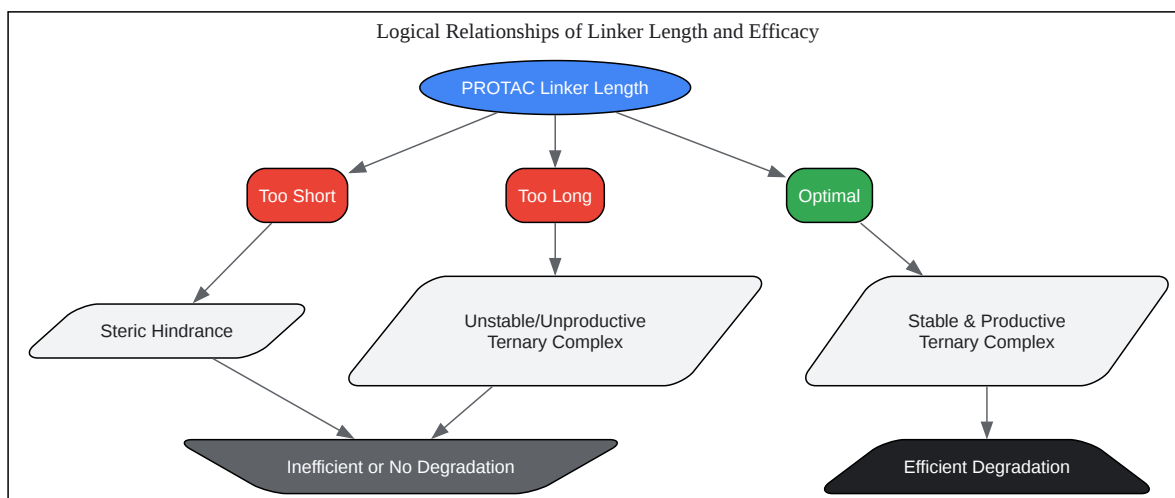 Logical Relationships of Linker Length and Efficacy
PROTAC Linker Length
Too Short
Too Long
Optimal
Steric Hindrance
Unstable/Unproductive
Ternary Complex
Stable & Productive
Ternary Complex
Inefficient or No Degradation
Efficient Degradation